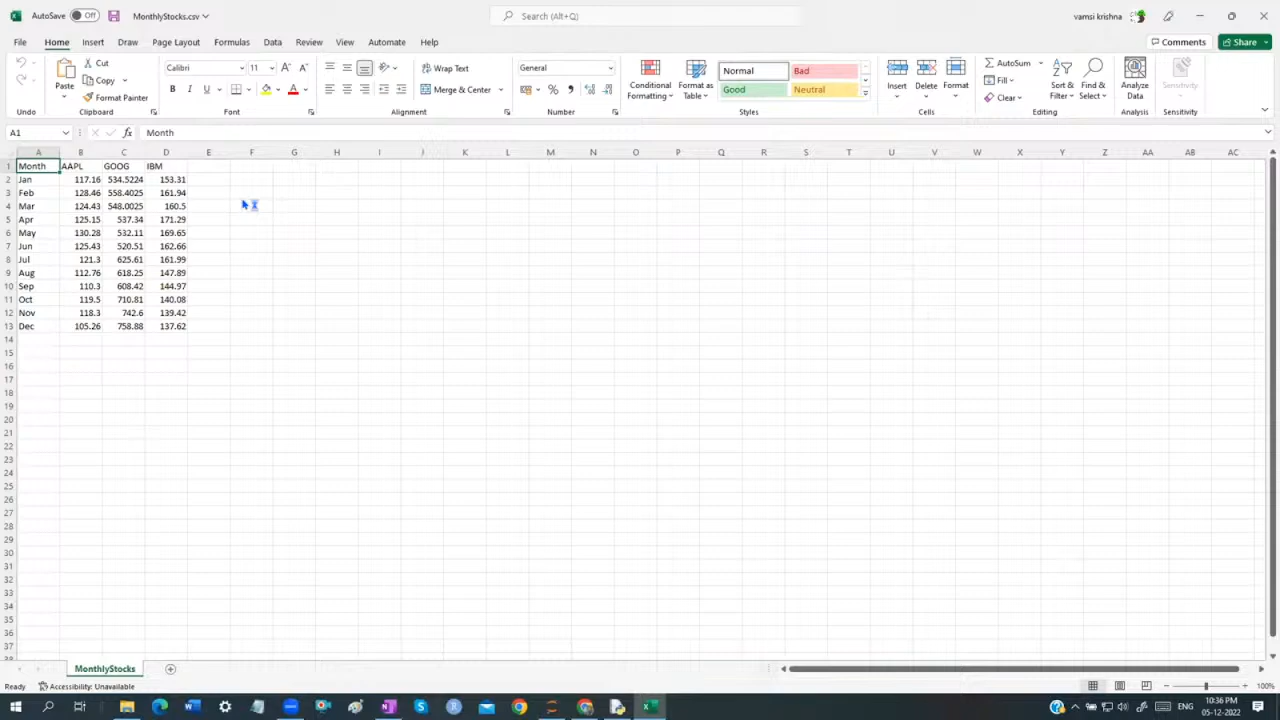 AutoSave Off MonthlyStocks.csv Search (Alt+Q) vamsi krishna
File Home Insert Draw Page Layout Formulas Data Review View Automate Help Comments Share
Paste Cut Copy Format Painter
Calibri 11 B I U A
Wrap Text Merge & Center
General
Conditional Formatting Format as Table
Normal Bad Good Neutral
Insert Delete Format
AutoSum Fill Clear
Sort & Filter Find & Select
Analyze Data Sensitivity
Undo Clipboard Font Alignment Number Styles Cells Editing Analysis Sensitivity
A1 fx Month
A B C D E F G H I J K L M N O P Q R S T U V W X Y Z AA AB AC
1 Month AAPL GOOG IBM
2 Jan 117.16 534.5224 153.31
3 Feb 128.46 558.4025 161.94
4 Mar 124.43 548.0025 160.5
5 Apr 125.15 537.34 171.29
6 May 130.28 532.11 169.65
7 Jun 125.43 520.51 162.66
8 Jul 121.3 625.61 161.99
9 Aug 112.76 618.25 147.89
10 Sep 110.3 608.42 144.97
11 Oct 119.5 710.81 140.08
12 Nov 118.3 742.6 139.42
13 Dec 105.26 758.88 137.62
14
15
16
17
18
19
20
21
22
23
24
25
26
27
28
29
30
31
32
33
34
35
36
37
MonthlyStocks
Ready Accessibility: Unavailable 100%
ENG 10:36 PM
05-12-2022